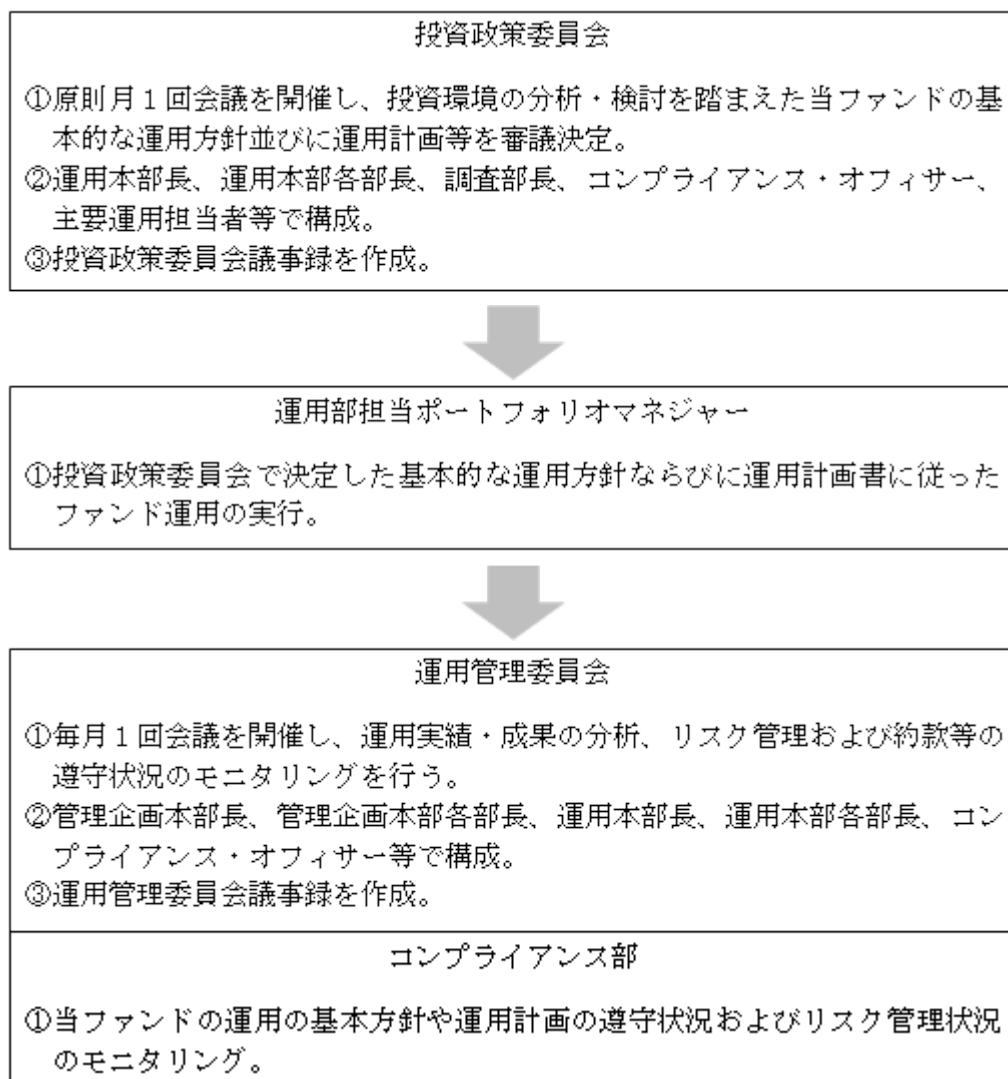 投資政策委員会
①原則月１回会議を開催し、投資環境の分析・検討を踏まえた当ファンドの基
本的な運用方針並びに運用計画等を審議決定。
②運用本部長、運用本部各部長、調査部長、コンプライアンス・オフィサー、
主要運用担当者等で構成。
③投資政策委員会議事録を作成。
運用部担当ポートフォリオマネジャー
①投資政策委員会で決定した基本的な運用方針ならびに運用計画書に従った
ファンド運用の実行。
運用管理委員会
①毎月１回会議を開催し、運用実績・成果の分析、リスク管理および約款等の
遵守状況のモニタリングを行う。
②管理企画本部長、管理企画本部各部長、運用本部長、運用本部各部長、コン
プライアンス・オフィサー等で構成。
③運用管理委員会議事録を作成。
コンプライアンス部
①当ファンドの運用の基本方針や運用計画の遵守状況およびリスク管理状況
のモニタリング。